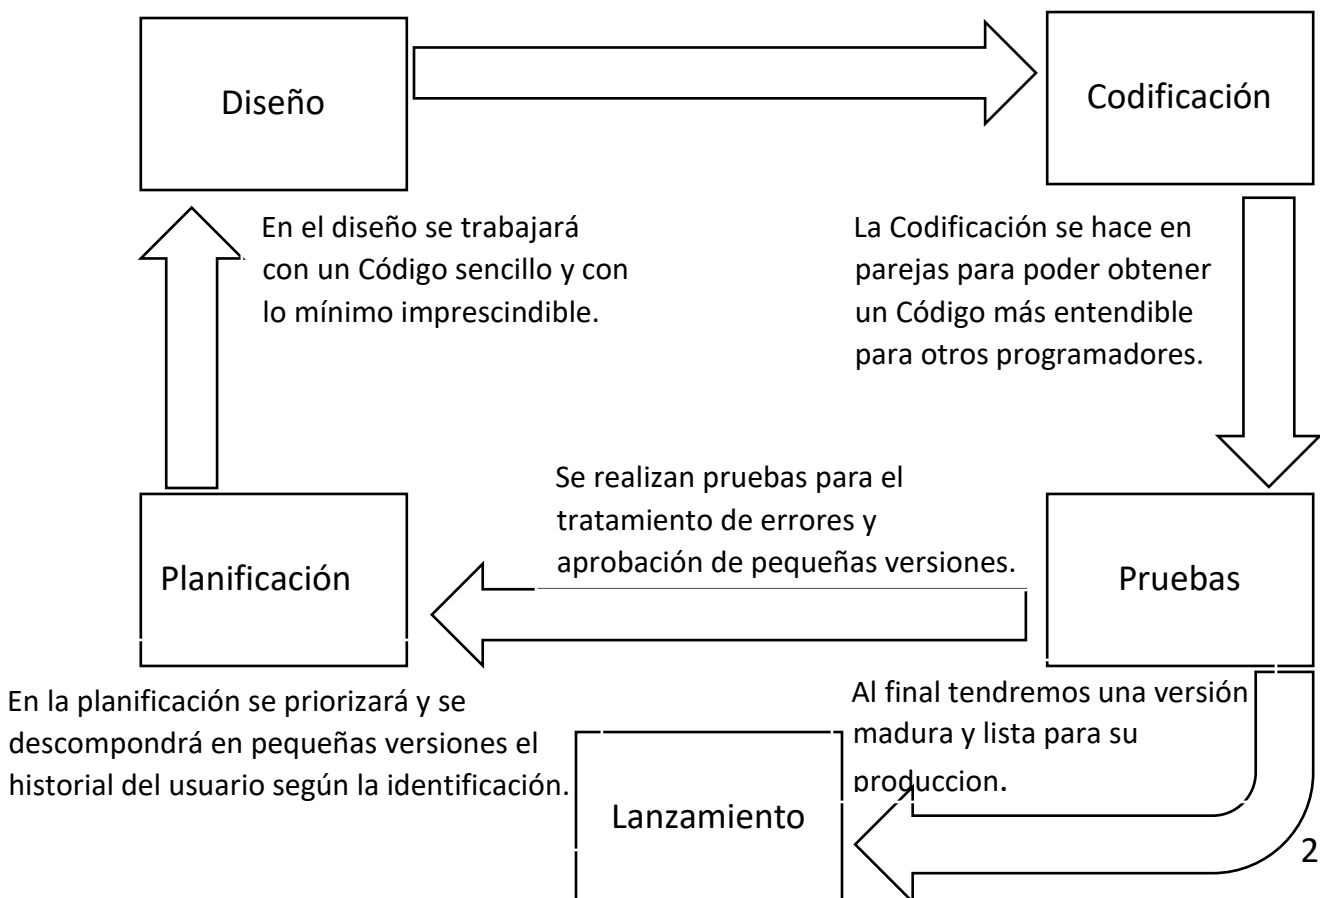 Diseño
Codificación
En el diseño se trabajará
con un Código sencillo y con
lo mínimo imprescindible.
La Codificación se hace en
parejas para poder obtener
un Código más entendible
para otros programadores.
Se realizan pruebas para el
tratamiento de errores y
aprobación de pequeñas versiones.
Planificación
Pruebas
En la planificación se priorizará y se
descompondrá en pequeñas versiones el
historial del usuario según la identificación.
Al final tendremos una versión
madura y lista para su
produccion.
Lanzamiento
2